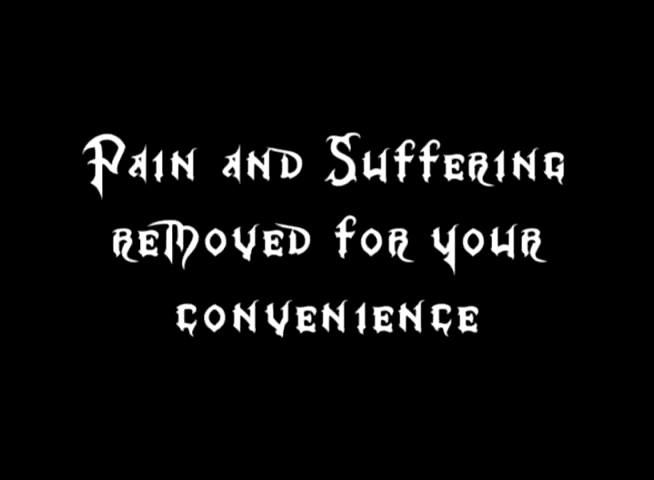 Pain and Suffering
removed for your
convenience